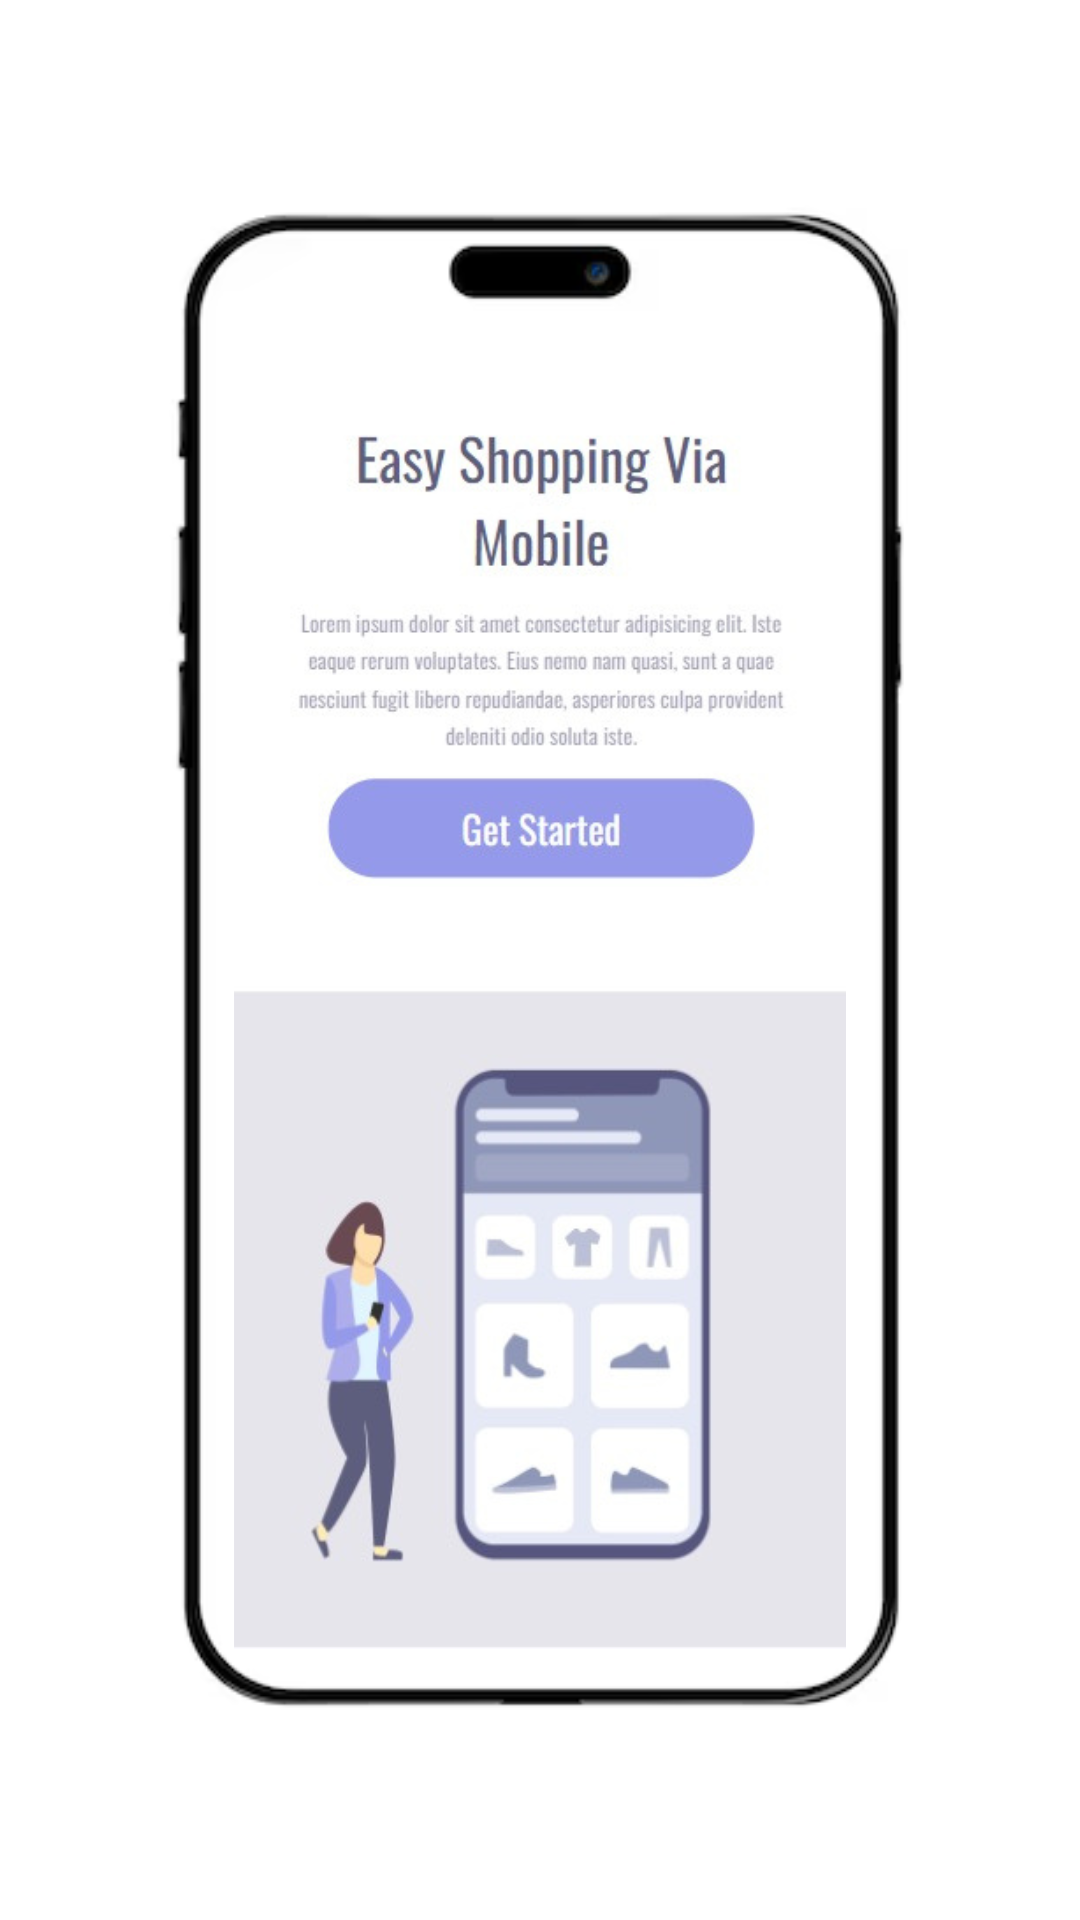 Easy Shopping Via
Mobile
Lorem ipsum dolor sit amet consectetur adipisicing elit. Iste
eaque rerum voluptates. Eius nemo nam quasi, sunt a quae
nesciunt fugit libero repudiandae, asperiores culpa provident
deleniti odio soluta iste.
Get Started